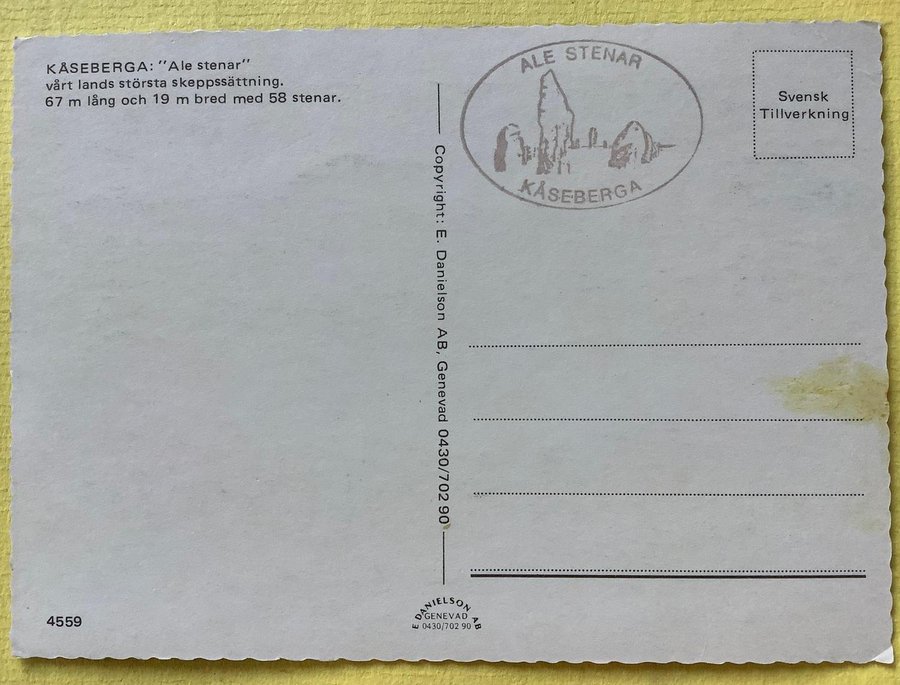 KÅSEBERGA: "Ale stenar"
vårt lands största skeppssättning.
67 m lång och 19 m bred med 58 stenar.
Copyright: E. Danielson AB, Genevad 0430/702 90
ALE STENAR
KÅSEBERGA
Svensk
Tillverkning
4559
E DANIELSON AB
GENEVAD
0430/702 90